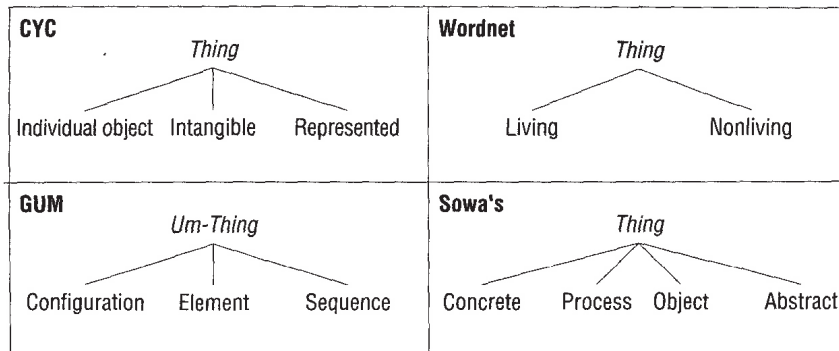 CYC
Thing
Individual object Intangible Represented
Wordnet
Thing
Living Nonliving
GUM
Um-Thing
Configuration Element Sequence
Sowa's
Thing
Concrete Process Object Abstract